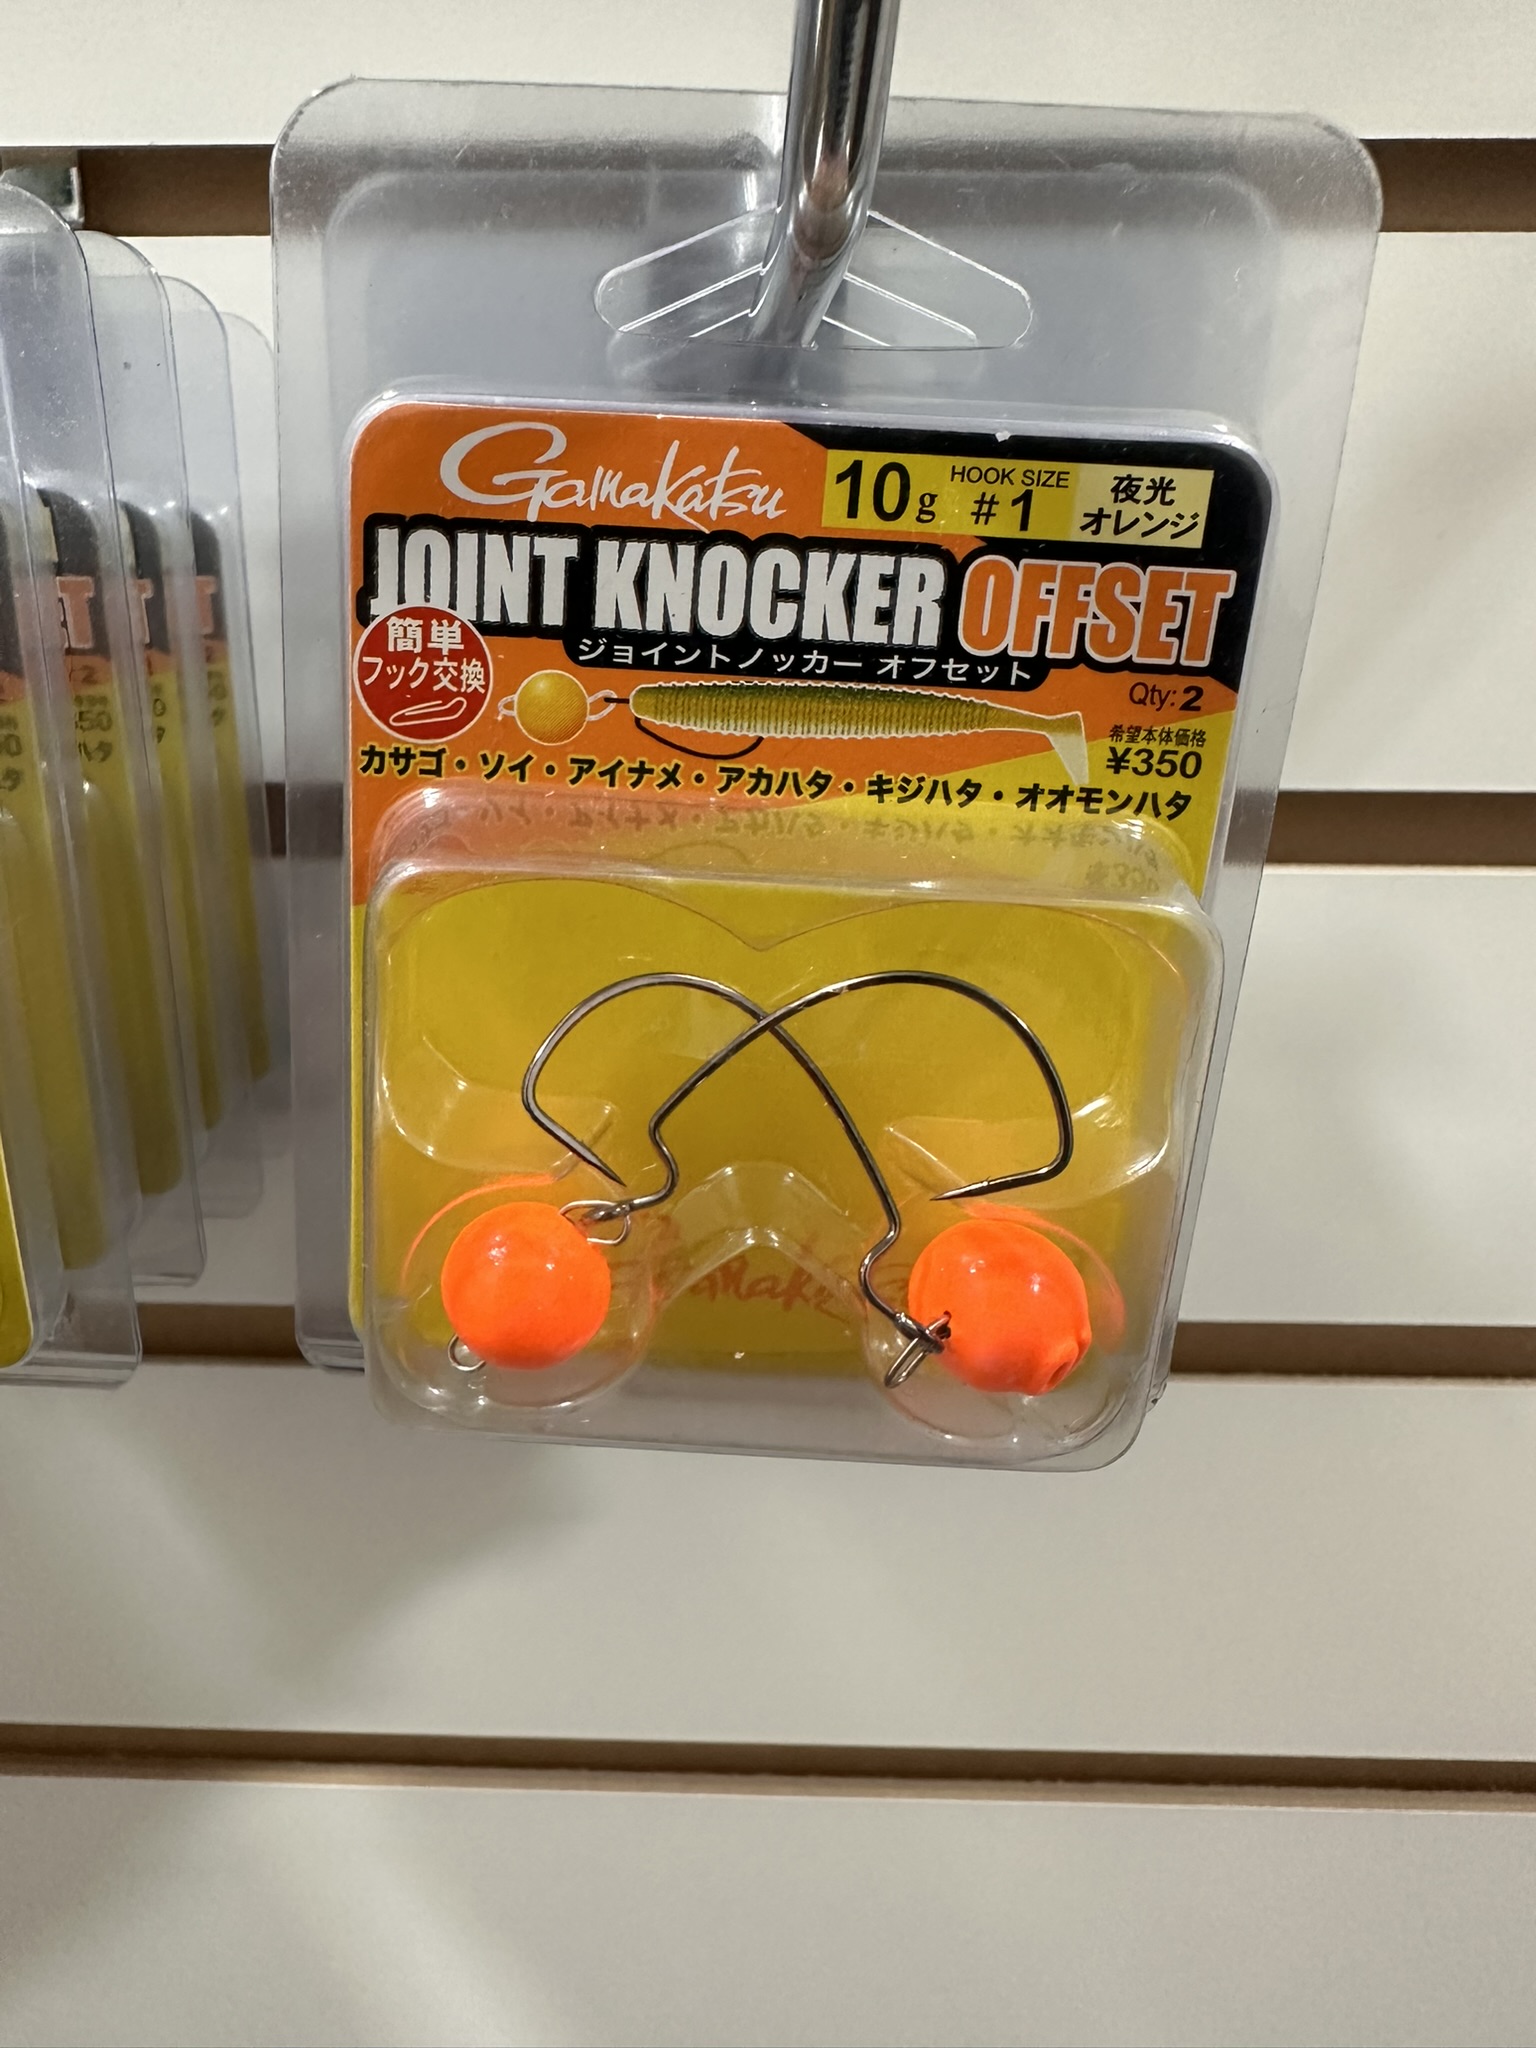 Gamakatsu
10g
HOOK SIZE
#1
夜光
オレンジ
JOINT KNOCKER OFFSET
ジョイントノッカー オフセット
簡単
フック交換
Qty: 2
希望本体価格
¥350
カサゴ・ソイ・アイナメ・アカハタ・キジハタ・オオモンハタ